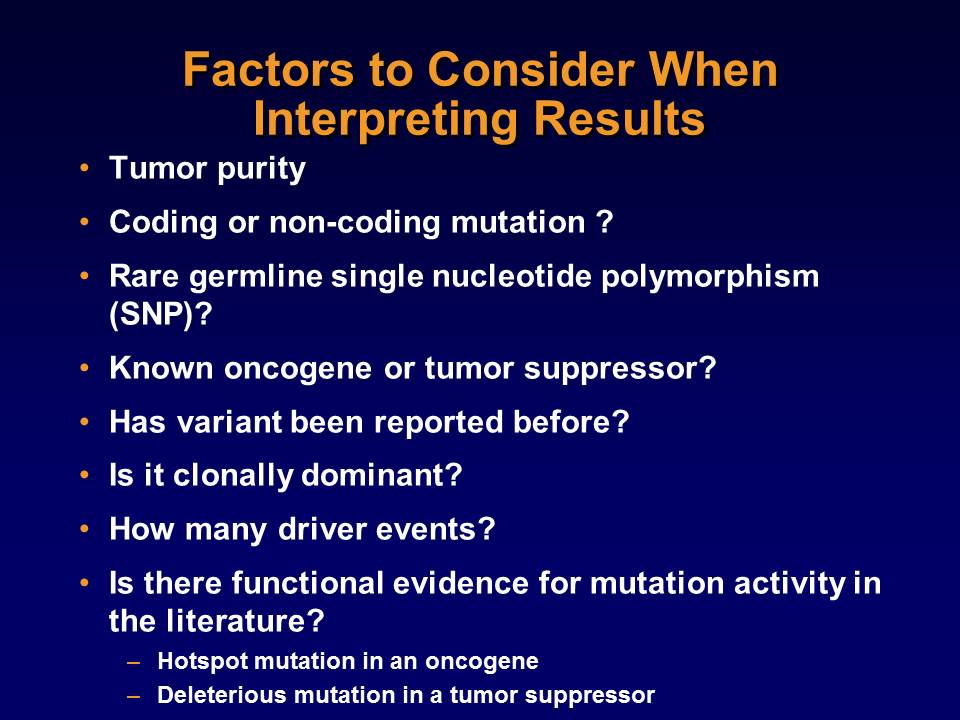 Factors to Consider When
Interpreting Results
• Tumor purity
• Coding or non-coding mutation ?
• Rare germline single nucleotide polymorphism
(SNP)?
• Known oncogene or tumor suppressor?
• Has variant been reported before?
• Is it clonally dominant?
• How many driver events?
• Is there functional evidence for mutation activity in
the literature?
– Hotspot mutation in an oncogene
– Deleterious mutation in a tumor suppressor